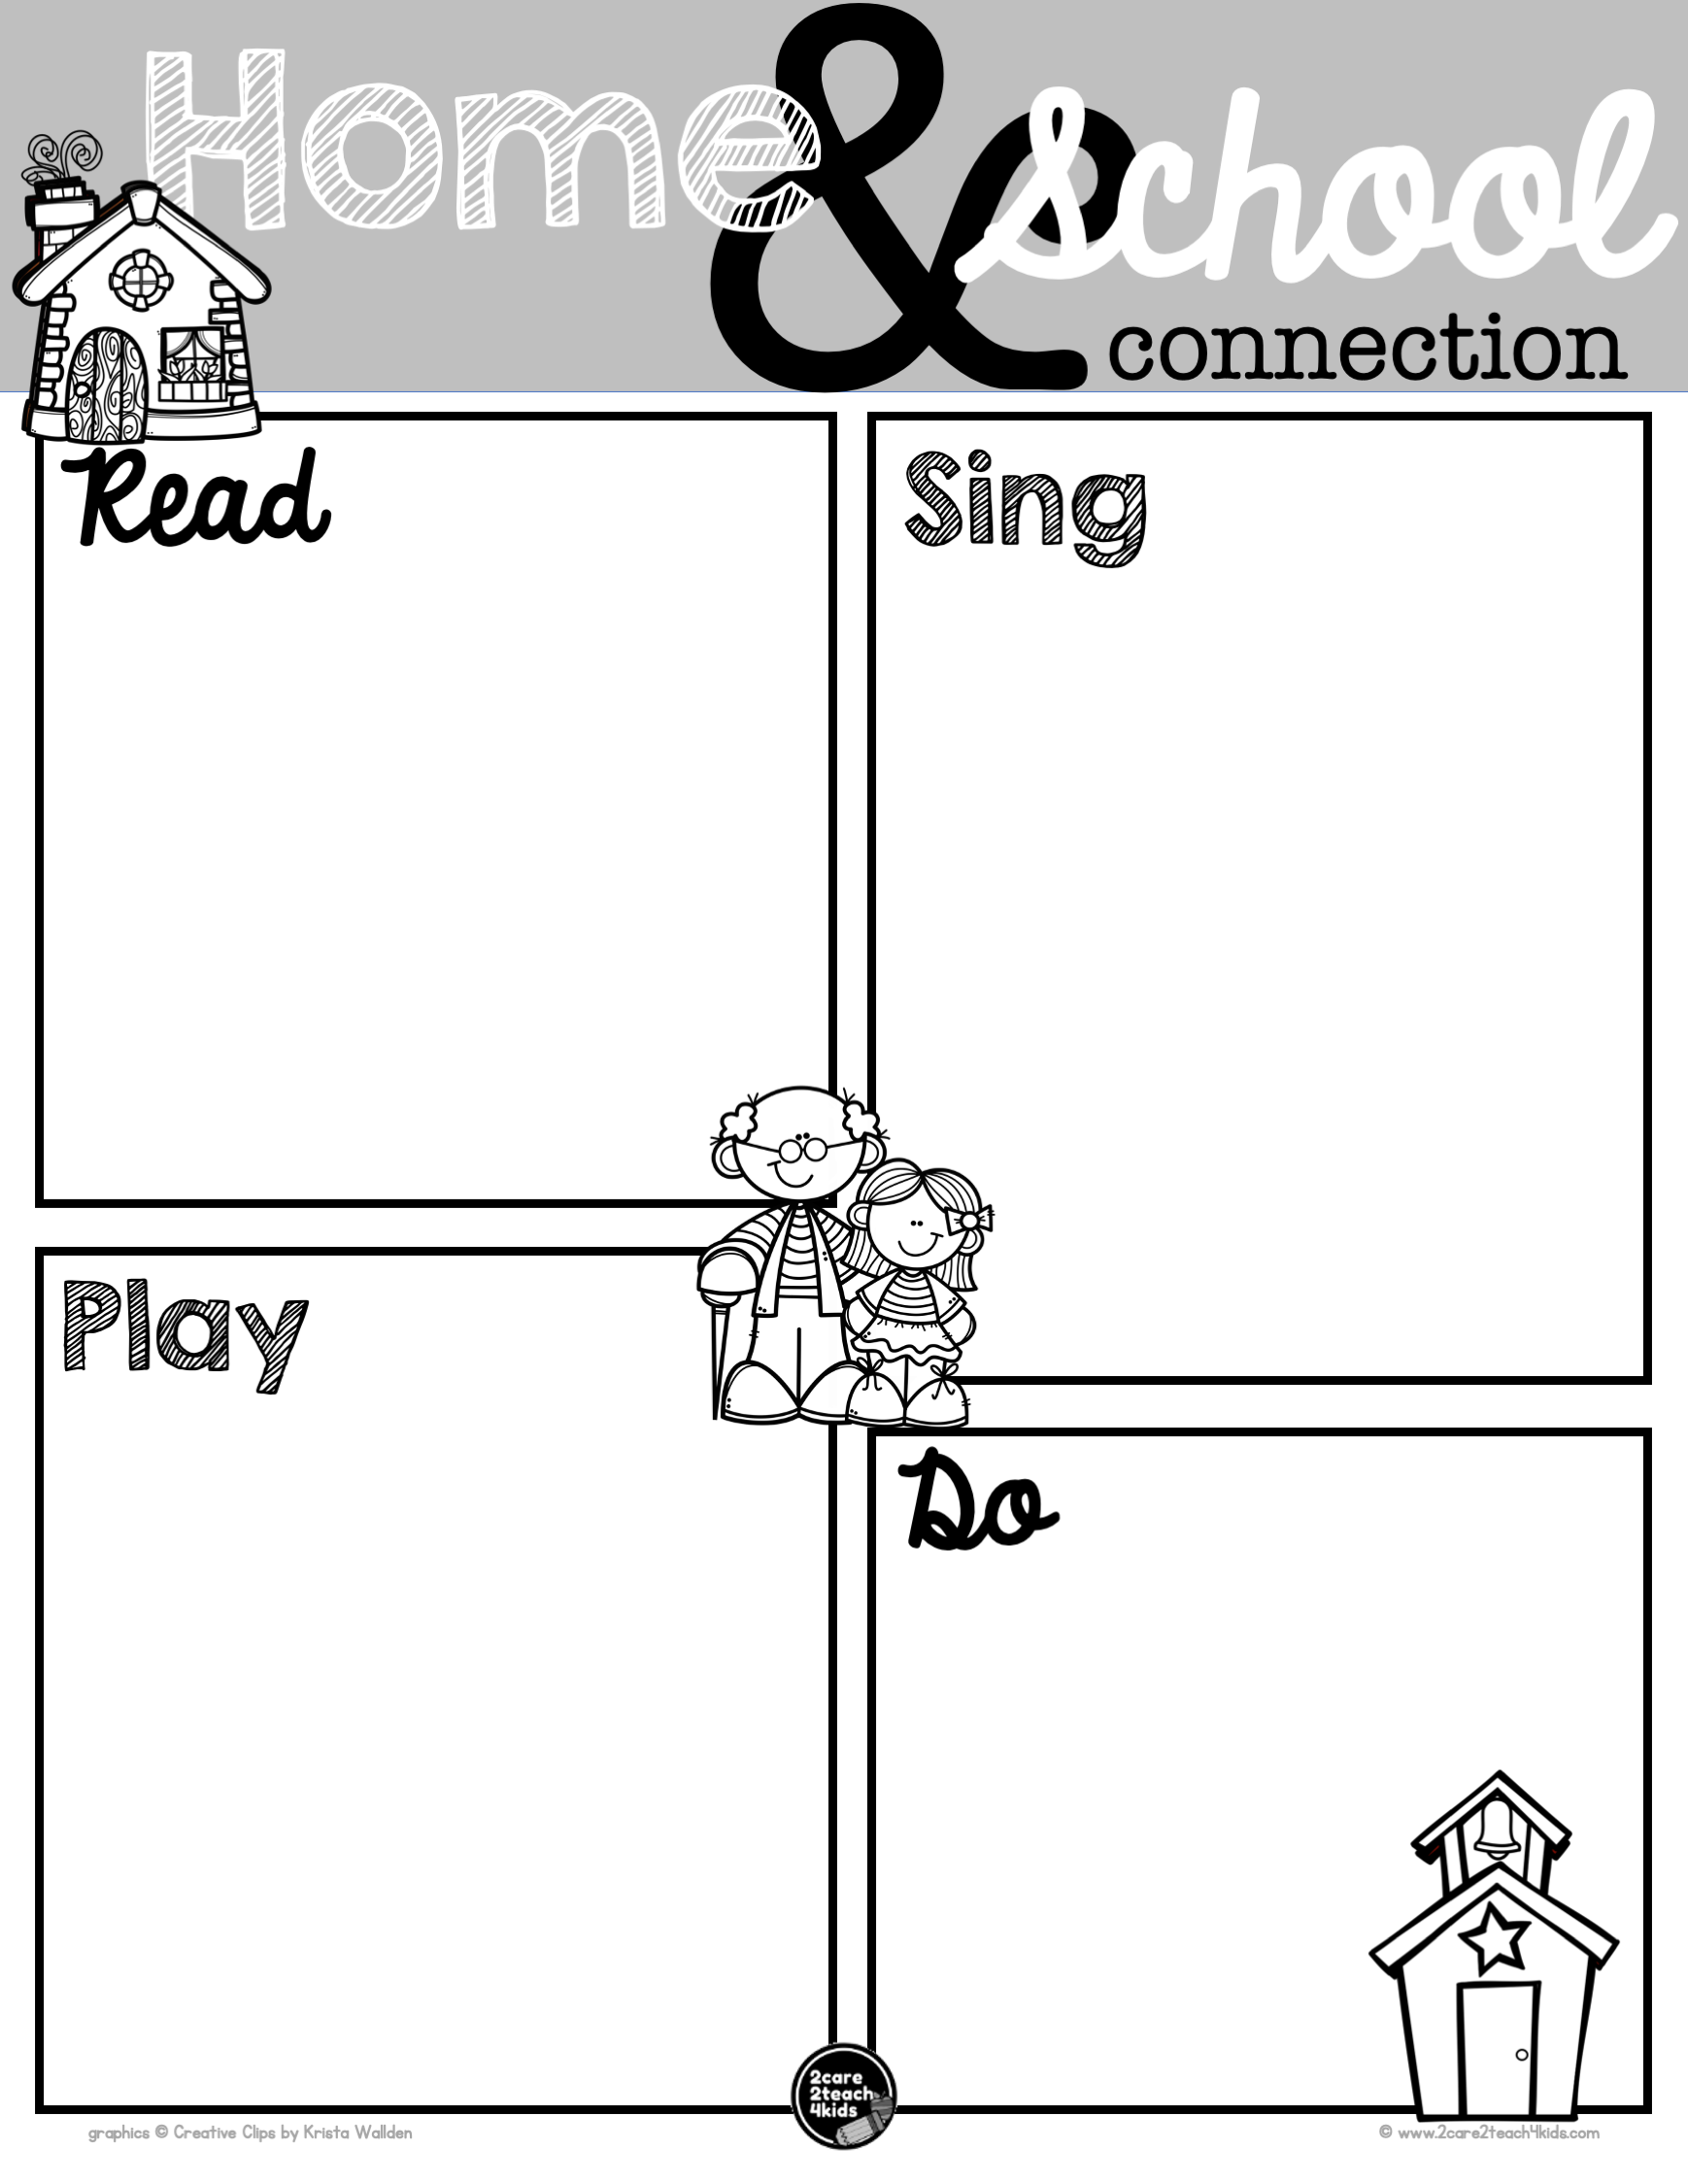 Home & School
connection
Read
Sing
Play
Do
2care
2teach
4kids
graphics © Creative Clips by Krista Wallden
© www.2care2teach4kids.com